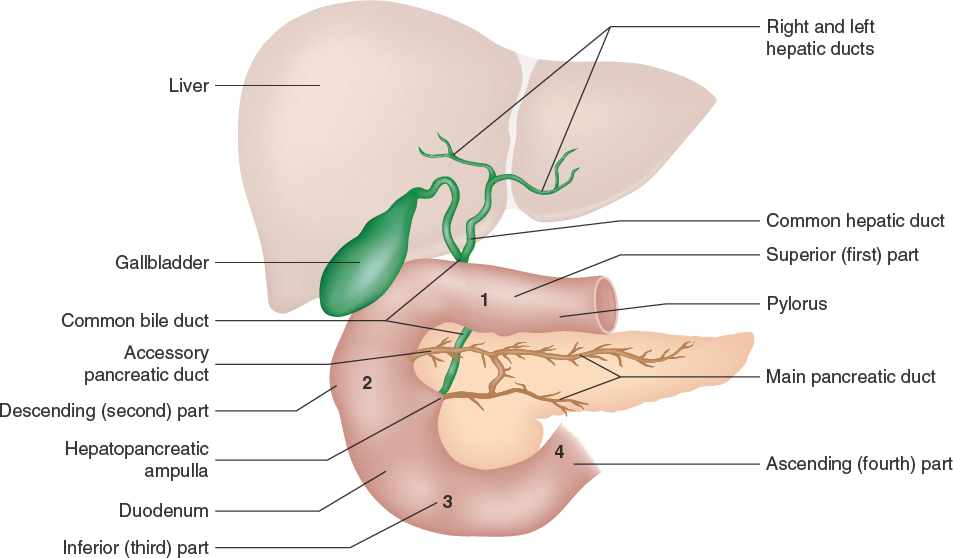 Right and left
hepatic ducts
Liver
Common hepatic duct
Superior (first) part
Gallbladder
1
Pylorus
Common bile duct
Accessory
pancreatic duct
2
Main pancreatic duct
Descending (second) part
Hepatopancreatic
ampulla
4
Ascending (fourth) part
3
Duodenum
Inferior (third) part